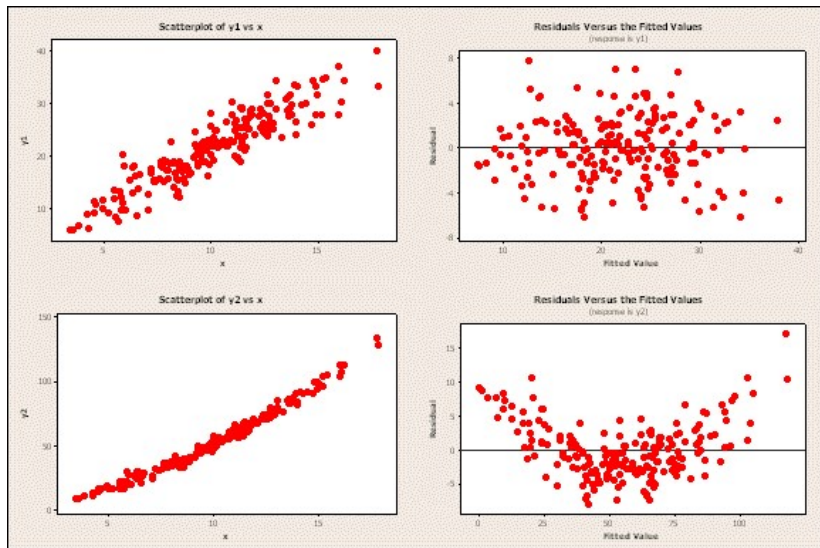 Scatterplot of y1 vs x
40
30
20
10
y1
5
10
15
x
Residuals Versus the Fitted Values
(response is y1)
8
4
0
-4
-8
Residual
10
20
30
40
Fitted Value
Scatterplot of y2 vs x
150
100
50
0
y2
5
10
15
x
Residuals Versus the Fitted Values
(response is y2)
15
10
5
0
-5
Residual
0
25
50
75
100
Fitted Value